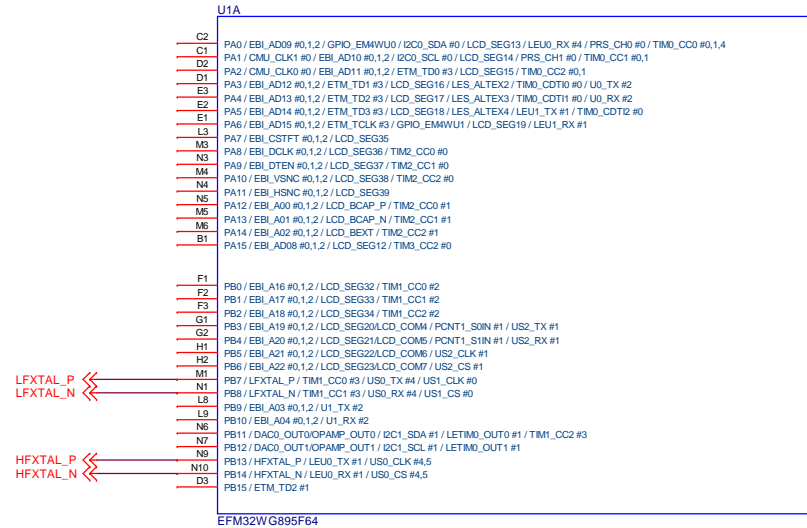 U1A
C2 PA0 / EBI_AD09 #0,1,2 / GPIO_EM4WU0 / I2C0_SDA #0 / LCD_SEG13 / LEU0_RX #4 / PRS_CH0 #0 / TIM0_CC0 #0,1,4
C1 PA1 / CMU_CLK1 #0 / EBI_AD10 #0,1,2 / I2C0_SCL #0 / LCD_SEG14 / PRS_CH1 #0 / TIM0_CC1 #0,1
D2 PA2 / CMU_CLK0 #0 / EBI_AD11 #0,1,2 / ETM_TD0 #3 / LCD_SEG15 / TIM0_CC2 #0,1
D1 PA3 / EBI_AD12 #0,1,2 / ETM_TD1 #3 / LCD_SEG16 / LES_ALTEX2 / TIM0_CDTI0 #0 / U0_TX #2
E3 PA4 / EBI_AD13 #0,1,2 / ETM_TD2 #3 / LCD_SEG17 / LES_ALTEX3 / TIM0_CDTI1 #0 / U0_RX #2
E2 PA5 / EBI_AD14 #0,1,2 / ETM_TD3 #3 / LCD_SEG18 / LES_ALTEX4 / LEU1_TX #1 / TIM0_CDTI2 #0
E1 PA6 / EBI_AD15 #0,1,2 / ETM_TCLK #3 / GPIO_EM4WU1 / LCD_SEG19 / LEU1_RX #1
L3 PA7 / EBI_CSTFT #0,1,2 / LCD_SEG35
M3 PA8 / EBI_DCLK #0,1,2 / LCD_SEG36 / TIM2_CC0 #0
N3 PA9 / EBI_DTEN #0,1,2 / LCD_SEG37 / TIM2_CC1 #0
M4 PA10 / EBI_VSNC #0,1,2 / LCD_SEG38 / TIM2_CC2 #0
N4 PA11 / EBI_HSNC #0,1,2 / LCD_SEG39
N5 PA12 / EBI_A00 #0,1,2 / LCD_BCAP_P / TIM2_CC0 #1
M5 PA13 / EBI_A01 #0,1,2 / LCD_BCAP_N / TIM2_CC1 #1
M6 PA14 / EBI_A02 #0,1,2 / LCD_BEXT / TIM2_CC2 #1
B1 PA15 / EBI_AD08 #0,1,2 / LCD_SEG12 / TIM3_CC2 #0
F1 PB0 / EBI_A16 #0,1,2 / LCD_SEG32 / TIM1_CC0 #2
F2 PB1 / EBI_A17 #0,1,2 / LCD_SEG33 / TIM1_CC1 #2
F3 PB2 / EBI_A18 #0,1,2 / LCD_SEG34 / TIM1_CC2 #2
G1 PB3 / EBI_A19 #0,1,2 / LCD_SEG20/LCD_COM4 / PCNT1_S0IN #1 / US2_TX #1
G2 PB4 / EBI_A20 #0,1,2 / LCD_SEG21/LCD_COM5 / PCNT1_S1IN #1 / US2_RX #1
H1 PB5 / EBI_A21 #0,1,2 / LCD_SEG22/LCD_COM6 / US2_CLK #1
H2 PB6 / EBI_A22 #0,1,2 / LCD_SEG23/LCD_COM7 / US2_CS #1
LFXTAL_P M1 PB7 / LFXTAL_P / TIM1_CC0 #3 / US0_TX #4 / US1_CLK #0
LFXTAL_N N1 PB8 / LFXTAL_N / TIM1_CC1 #3 / US0_RX #4 / US1_CS #0
L8 PB9 / EBI_A03 #0,1,2 / U1_TX #2
L9 PB10 / EBI_A04 #0,1,2 / U1_RX #2
N6 PB11 / DAC0_OUT0/OPAMP_OUT0 / I2C1_SDA #1 / LETIM0_OUT0 #1 / TIM1_CC2 #3
N7 PB12 / DAC0_OUT1/OPAMP_OUT1 / I2C1_SCL #1 / LETIM0_OUT1 #1
HFXTAL_P N9 PB13 / HFXTAL_P / LEU0_TX #1 / US0_CLK #4,5
HFXTAL_N N10 PB14 / HFXTAL_N / LEU0_RX #1 / US0_CS #4,5
D3 PB15 / ETM_TD2 #1
EFM32WG895F64